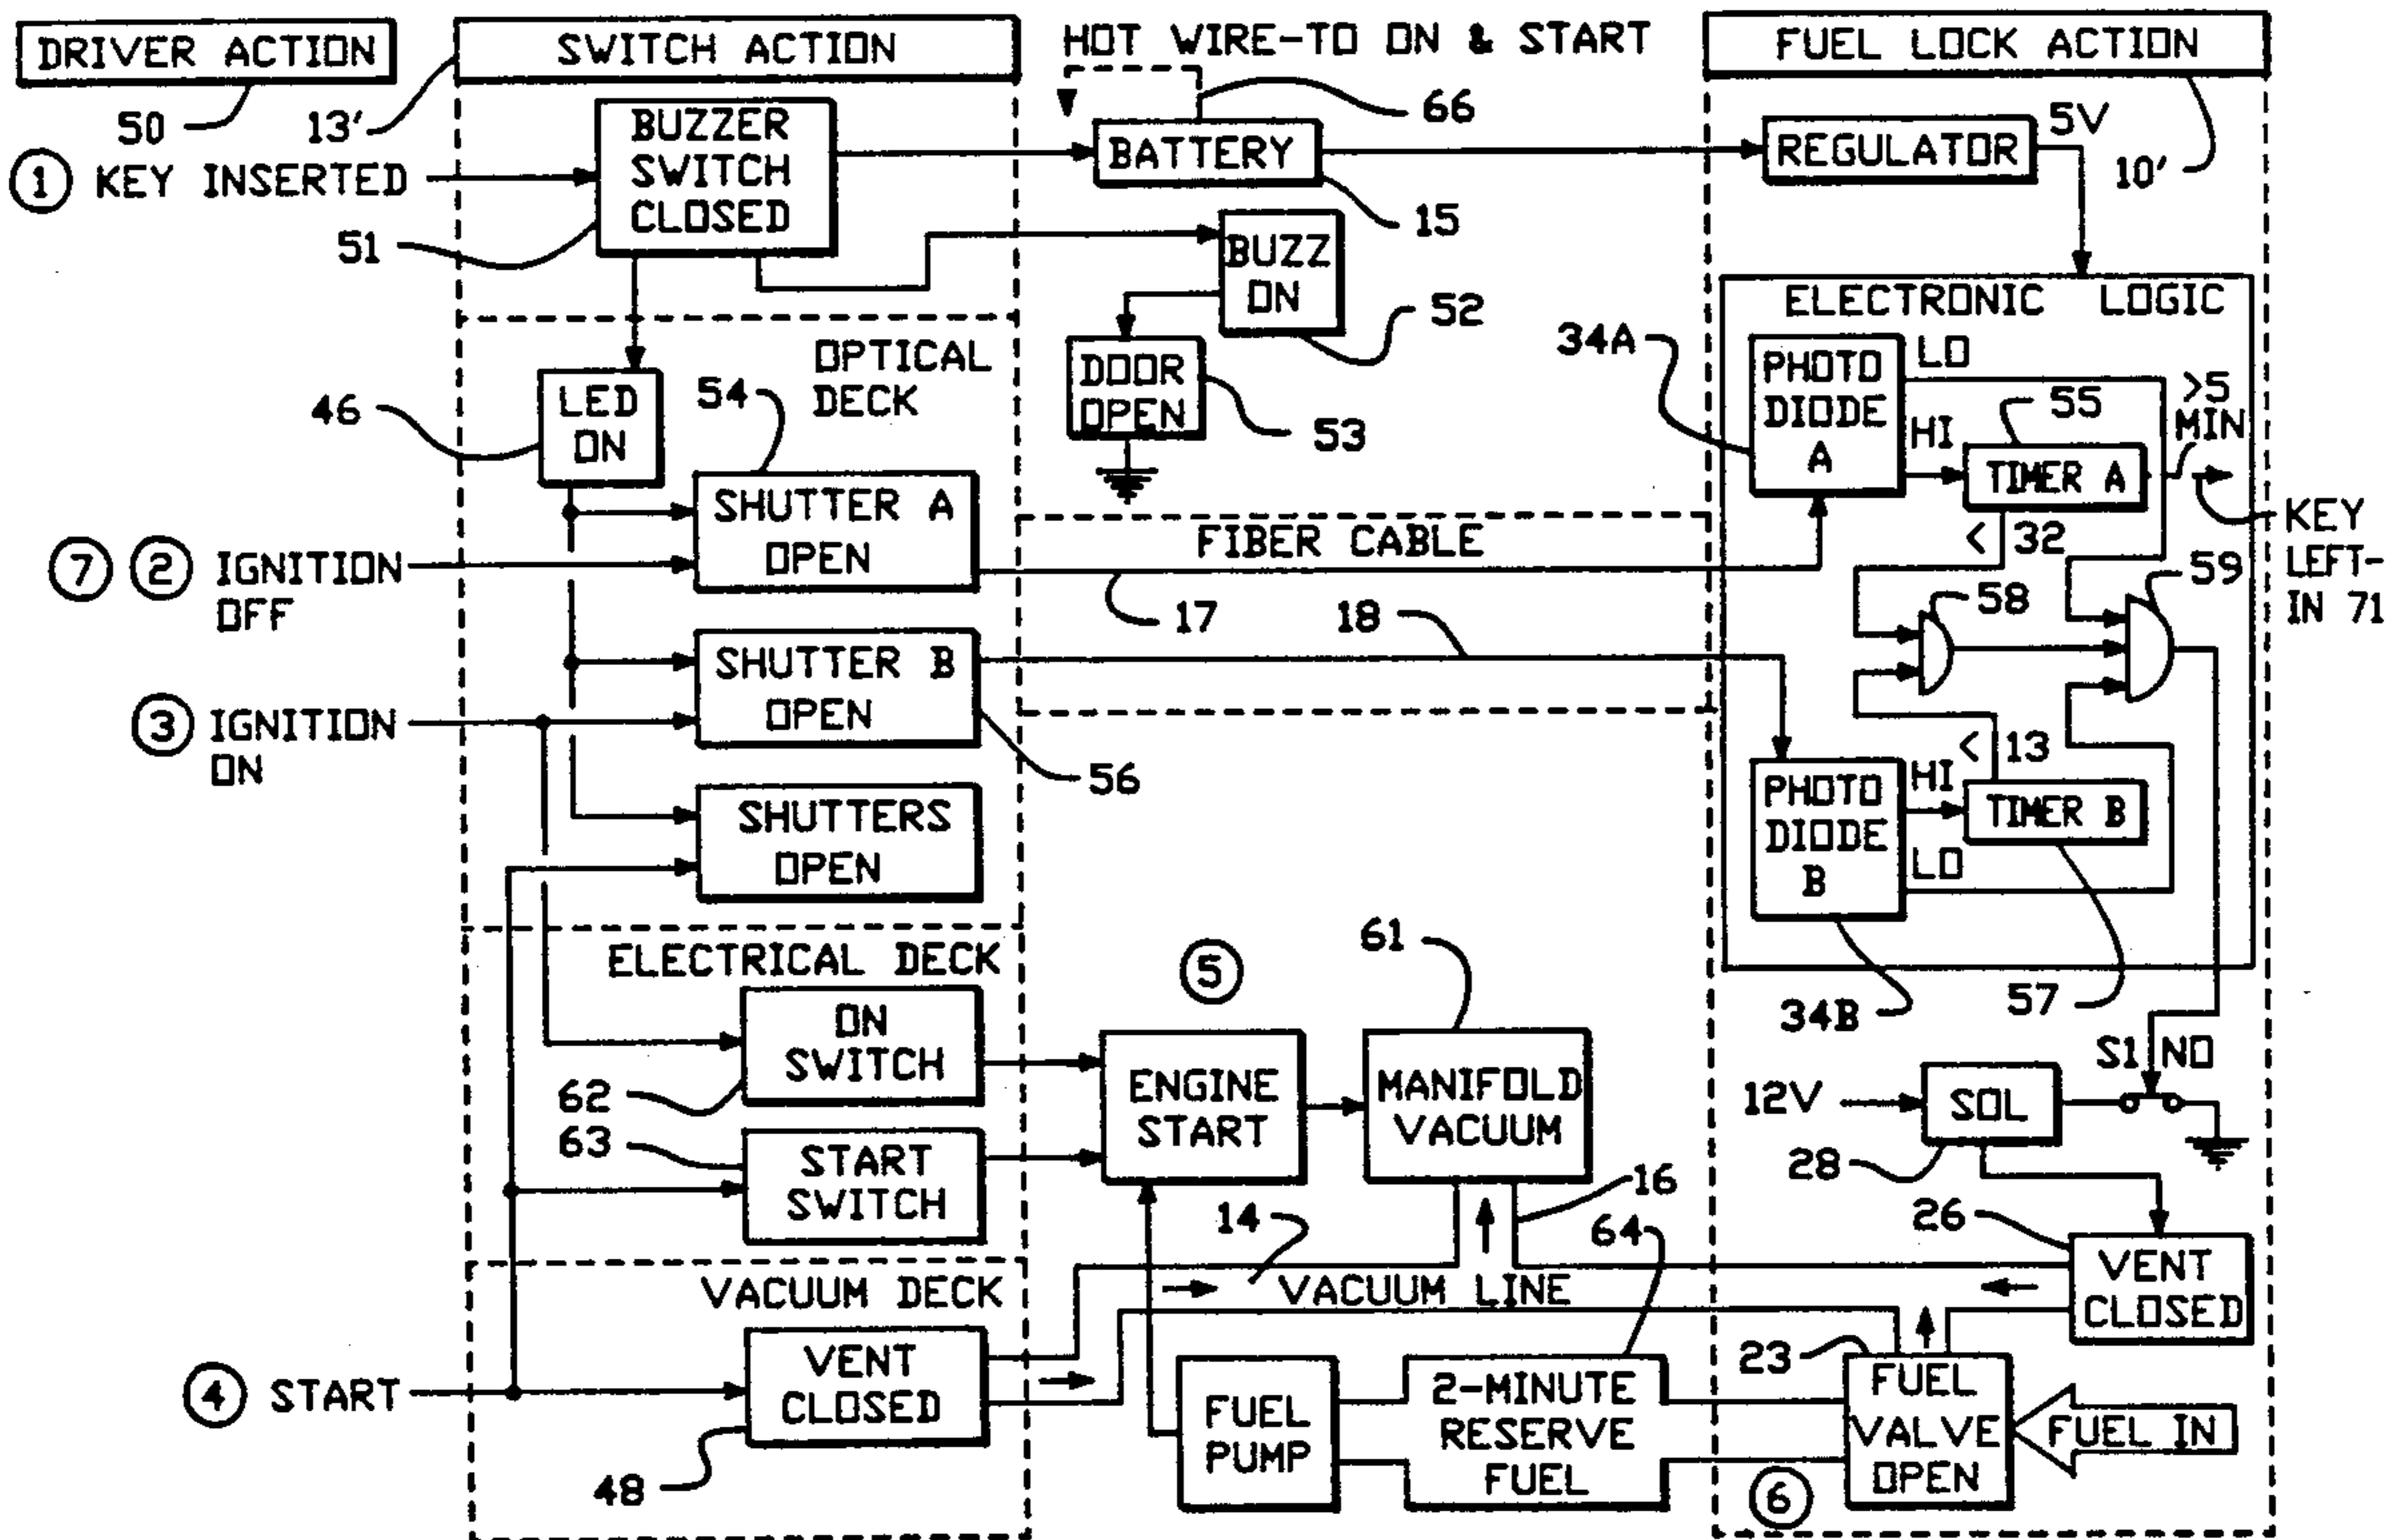 DRIVER ACTION
SWITCH ACTION
HOT WIRE-TO ON & START
FUEL LOCK ACTION
50
13'
66
10'
1 KEY INSERTED
BUZZER
SWITCH
CLOSED
51
BATTERY
15
REGULATOR
5V
BUZZ
ON
52
DOOR
OPEN
53
OPTICAL
DECK
LED
ON
46
54
SHUTTER A
OPEN
7 2 IGNITION
OFF
FIBER CABLE
17
18
SHUTTER B
OPEN
56
3 IGNITION
ON
SHUTTERS
OPEN
ELECTRONIC LOGIC
34A
PHOTO
DIODE
A
LO
HI
55
TIMER A
>5
MIN
KEY
LEFT-
IN 71
< 32
58
59
< 13
PHOTO
DIODE
B
HI
TIMER B
LO
34B
57
ELECTRICAL DECK
ON
SWITCH
62
63
START
SWITCH
5
ENGINE
START
61
MANIFOLD
VACUUM
S1 NO
12V
SOL
28
14
16
64
26
VENT
CLOSED
VACUUM DECK
VACUUM LINE
4 START
VENT
CLOSED
48
FUEL
PUMP
2-MINUTE
RESERVE
FUEL
23
FUEL
VALVE
OPEN
FUEL IN
6